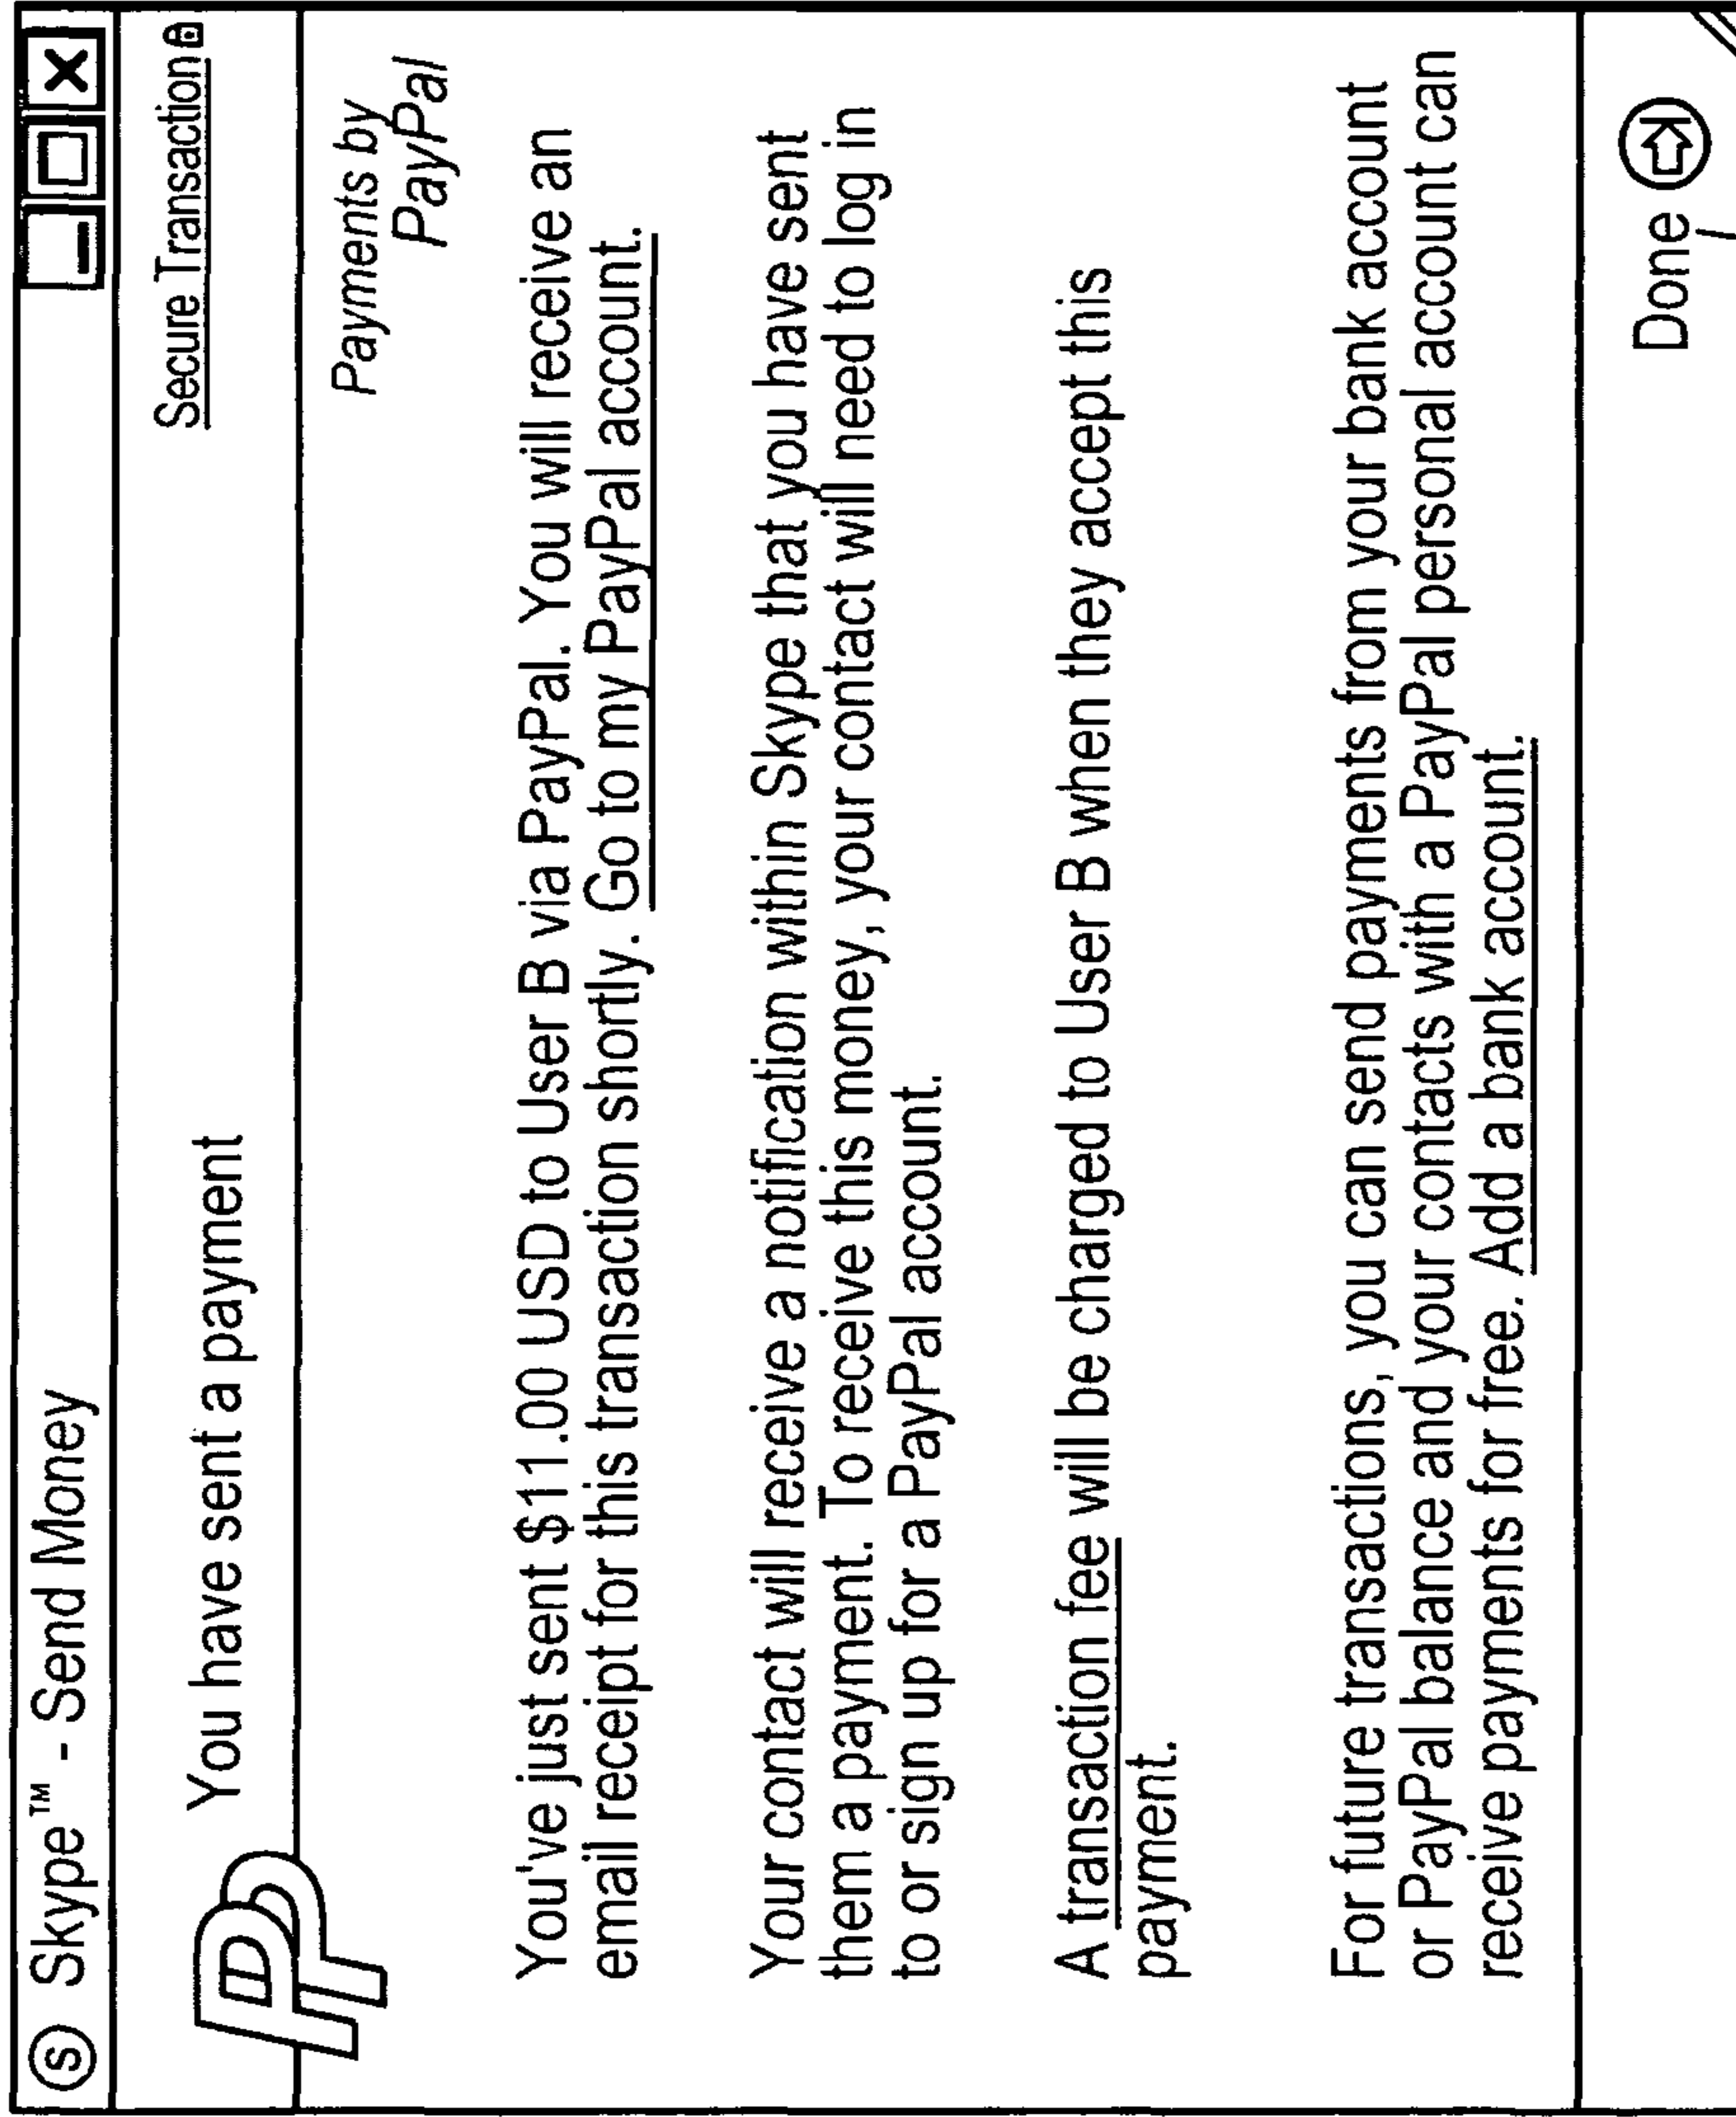 S Skype™ - Send Money
You have sent a payment
Secure Transaction
PP
Payments by
PayPal
You've just sent $11.00 USD to User B via PayPal. You will receive an
email receipt for this transaction shortly. Go to my PayPal account.
Your contact will receive a notification within Skype that you have sent
them a payment. To receive this money, your contact will need to log in
to or sign up for a PayPal account.
A transaction fee will be charged to User B when they accept this
payment.
For future transactions, you can send payments from your bank account
or PayPal balance and your contacts with a PayPal personal account can
receive payments for free. Add a bank account.
Done